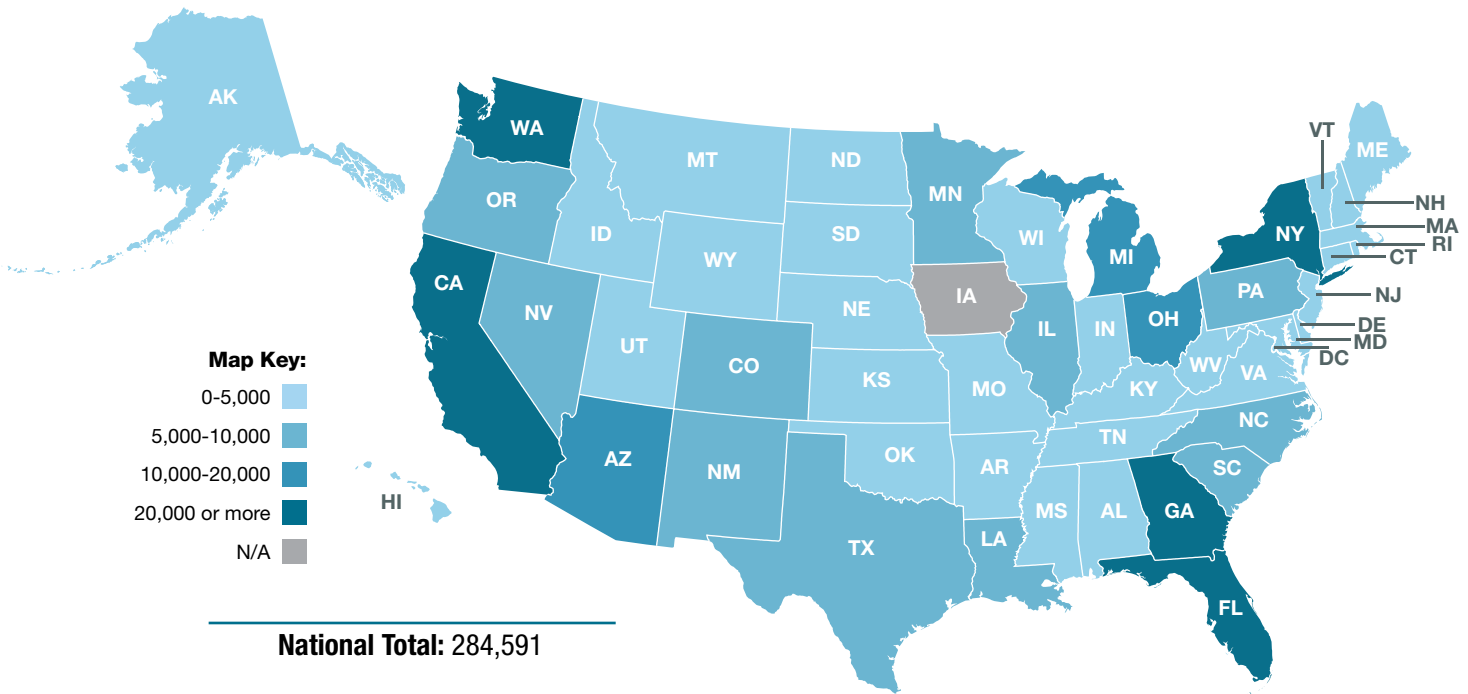 AK
WA
MT
ND
MN
VT
ME
OR
ID
SD
WI
MI
NY
NH
MA
RI
CT
WY
CA
NV
NE
IA
IL
IN
OH
PA
NJ
DE
MD
DC
UT
CO
KS
MO
KY
WV
VA
AZ
NM
OK
AR
TN
NC
SC
HI
TX
LA
MS
AL
GA
FL
Map Key:
0-5,000
5,000-10,000
10,000-20,000
20,000 or more
N/A
National Total: 284,591